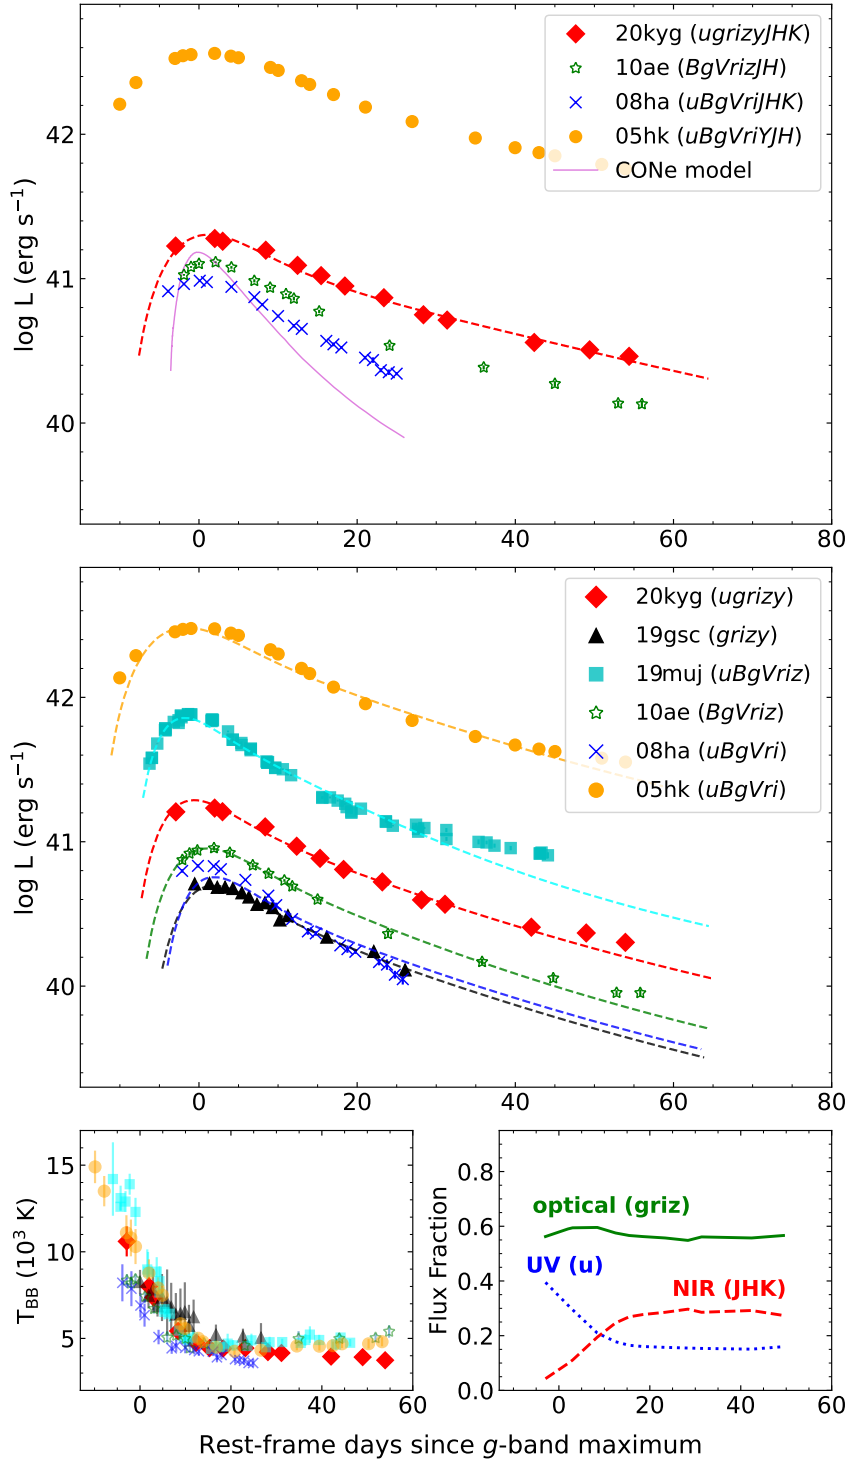 20kyg (ugrizyJHK)
10ae (BgVrizJH)
08ha (uBgVriJHK)
05hk (uBgVriYJH)
CONe model
log L (erg s⁻¹)
42
41
40
0 20 40 60 80
20kyg (ugrizy)
19gsc (grizy)
19muj (uBgVriz)
10ae (BgVriz)
08ha (uBgVri)
05hk (uBgVri)
log L (erg s⁻¹)
42
41
40
0 20 40 60 80
T_BB (10³ K)
15
10
5
0 20 40 60
Flux Fraction
0.8
0.6
0.4
0.2
0.0
optical (griz)
UV (u)
NIR (JHK)
0 20 40 60
Rest-frame days since g-band maximum